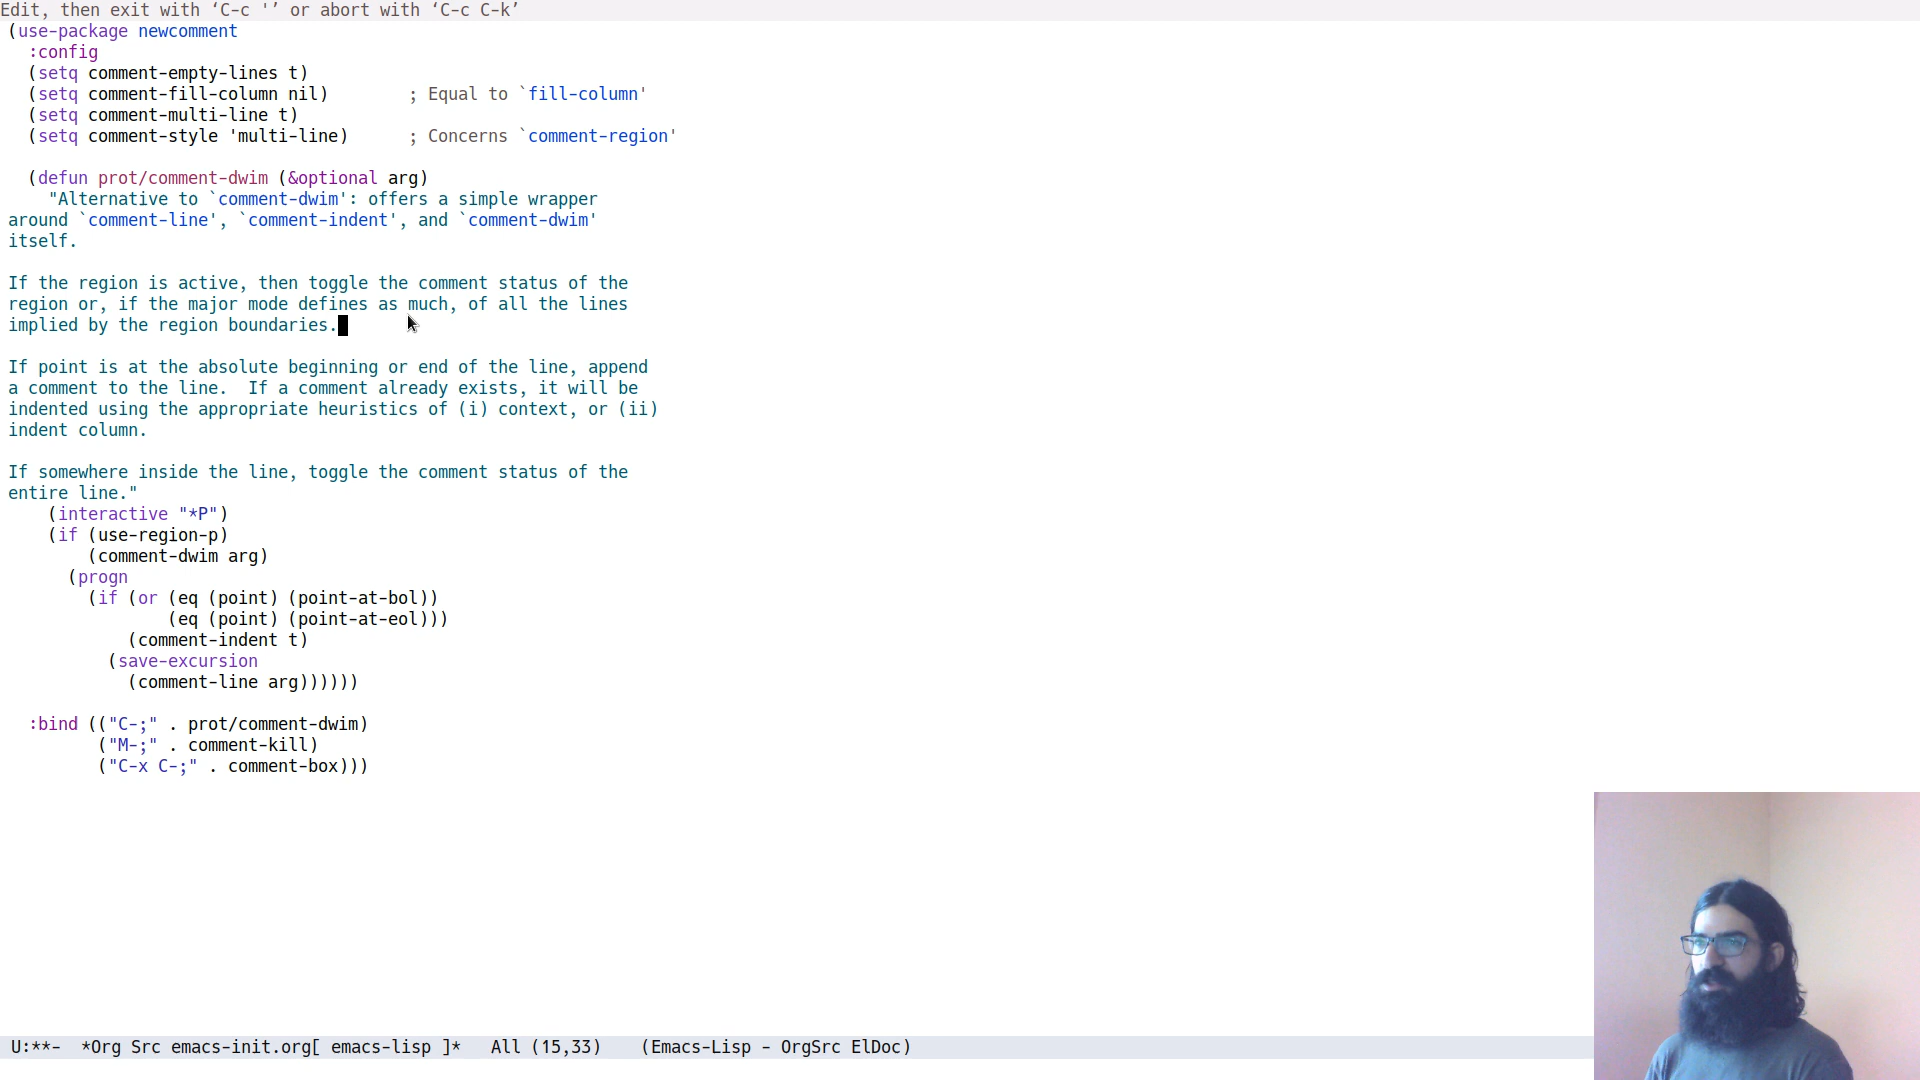 Edit, then exit with ‘C-c '’ or abort with ‘C-c C-k’
(use-package newcomment
  :config
  (setq comment-empty-lines t)
  (setq comment-fill-column nil)        ; Equal to `fill-column'
  (setq comment-multi-line t)
  (setq comment-style 'multi-line)      ; Concerns `comment-region'

  (defun prot/comment-dwim (&optional arg)
    "Alternative to `comment-dwim': offers a simple wrapper
around `comment-line', `comment-indent', and `comment-dwim'
itself.

If the region is active, then toggle the comment status of the
region or, if the major mode defines as much, of all the lines
implied by the region boundaries.

If point is at the absolute beginning or end of the line, append
a comment to the line.  If a comment already exists, it will be
indented using the appropriate heuristics of (i) context, or (ii)
indent column.

If somewhere inside the line, toggle the comment status of the
entire line."
    (interactive "*P")
    (if (use-region-p)
        (comment-dwim arg)
      (progn
        (if (or (eq (point) (point-at-bol))
                (eq (point) (point-at-eol)))
            (comment-indent t)
          (save-excursion
            (comment-line arg))))))

  :bind (("C-;" . prot/comment-dwim)
         ("M-;" . comment-kill)
         ("C-x C-;" . comment-box)))
U:**-  *Org Src emacs-init.org[ emacs-lisp ]*   All (15,33)    (Emacs-Lisp - OrgSrc ElDoc)